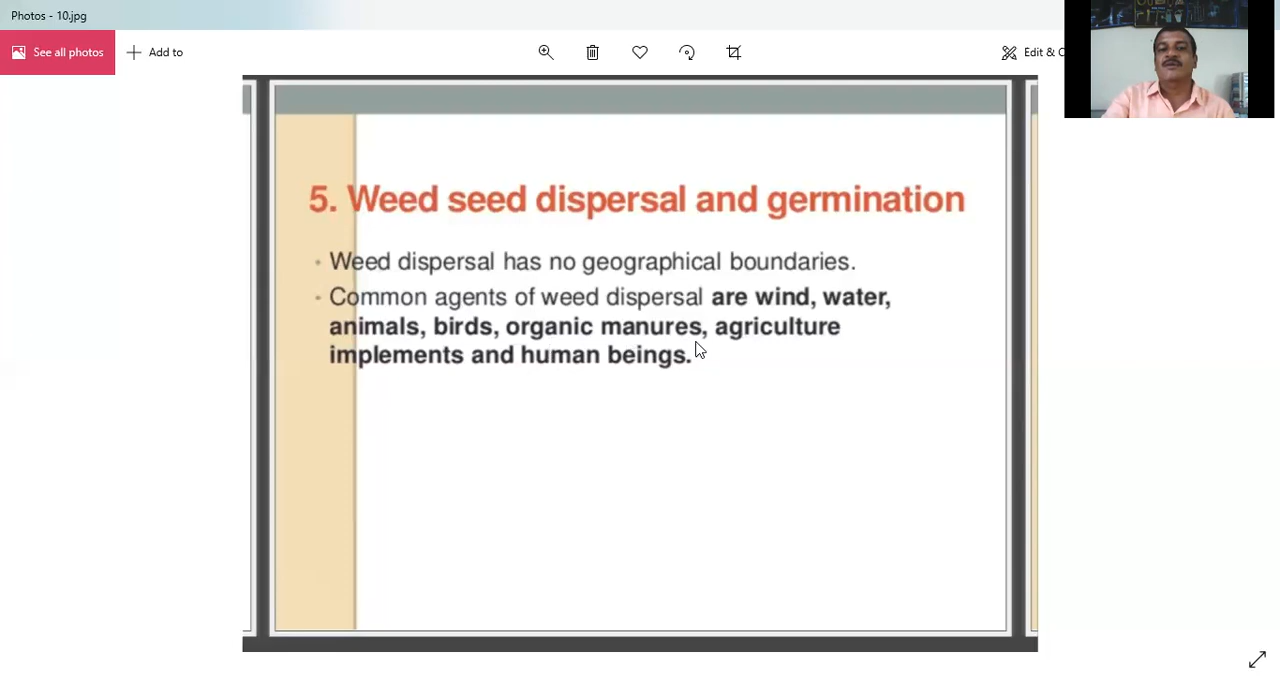 Photos - 10.jpg
See all photos
Add to
Edit & C
5. Weed seed dispersal and germination
• Weed dispersal has no geographical boundaries.
• Common agents of weed dispersal are wind, water,
animals, birds, organic manures, agriculture
implements and human beings.